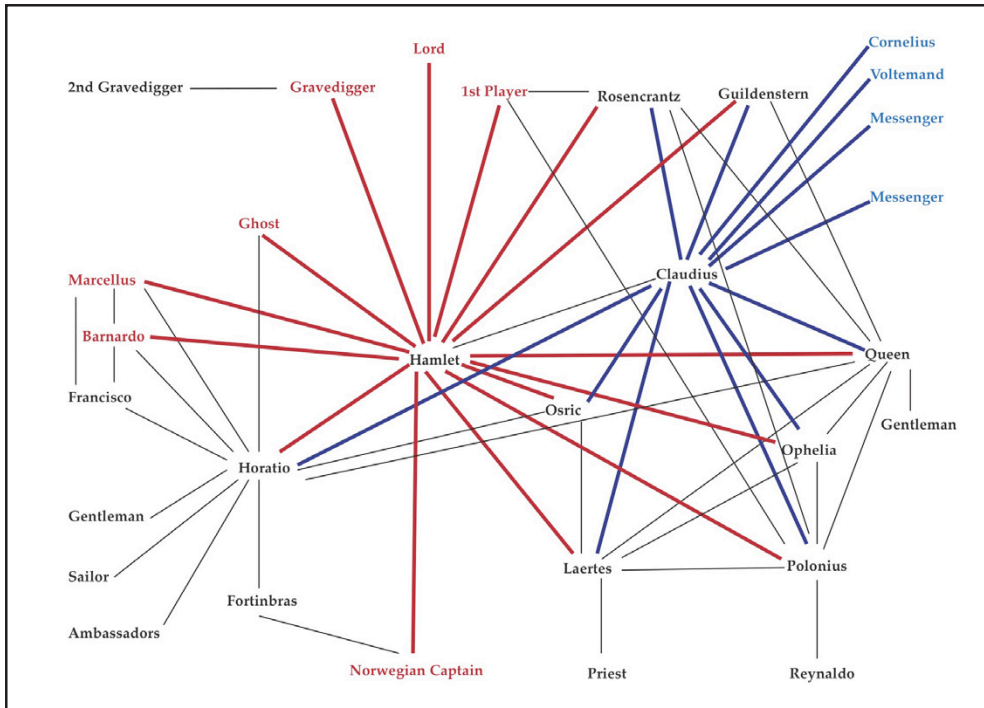 Lord
Cornelius
Voltemand
2nd Gravedigger
Gravedigger
1st Player
Rosencrantz
Guildenstern
Messenger
Messenger
Ghost
Marcellus
Claudius
Barnardo
Hamlet
Queen
Francisco
Osric
Gentleman
Horatio
Ophelia
Gentleman
Sailor
Laertes
Polonius
Fortinbras
Ambassadors
Norwegian Captain
Priest
Reynaldo